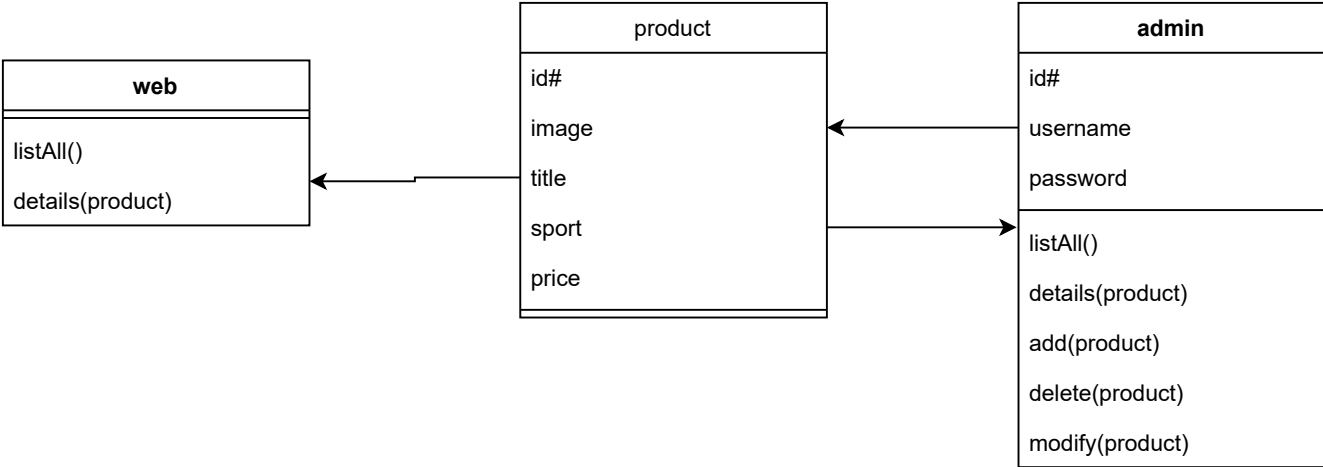 web
listAll()
details(product)
product
id#
image
title
sport
price
admin
id#
username
password
listAll()
details(product)
add(product)
delete(product)
modify(product)